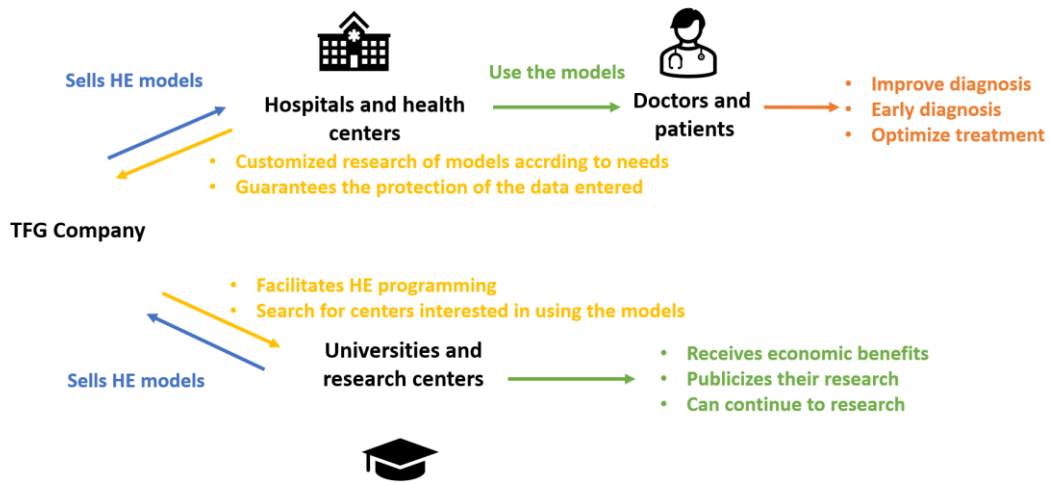 Sells HE models
Hospitals and health
centers
Use the models
Doctors and
patients
• Improve diagnosis
• Early diagnosis
• Optimize treatment
• Customized research of models accrding to needs
• Guarantees the protection of the data entered
TFG Company
• Facilitates HE programming
• Search for centers interested in using the models
Sells HE models
Universities and
research centers
• Receives economic benefits
• Publicizes their research
• Can continue to research